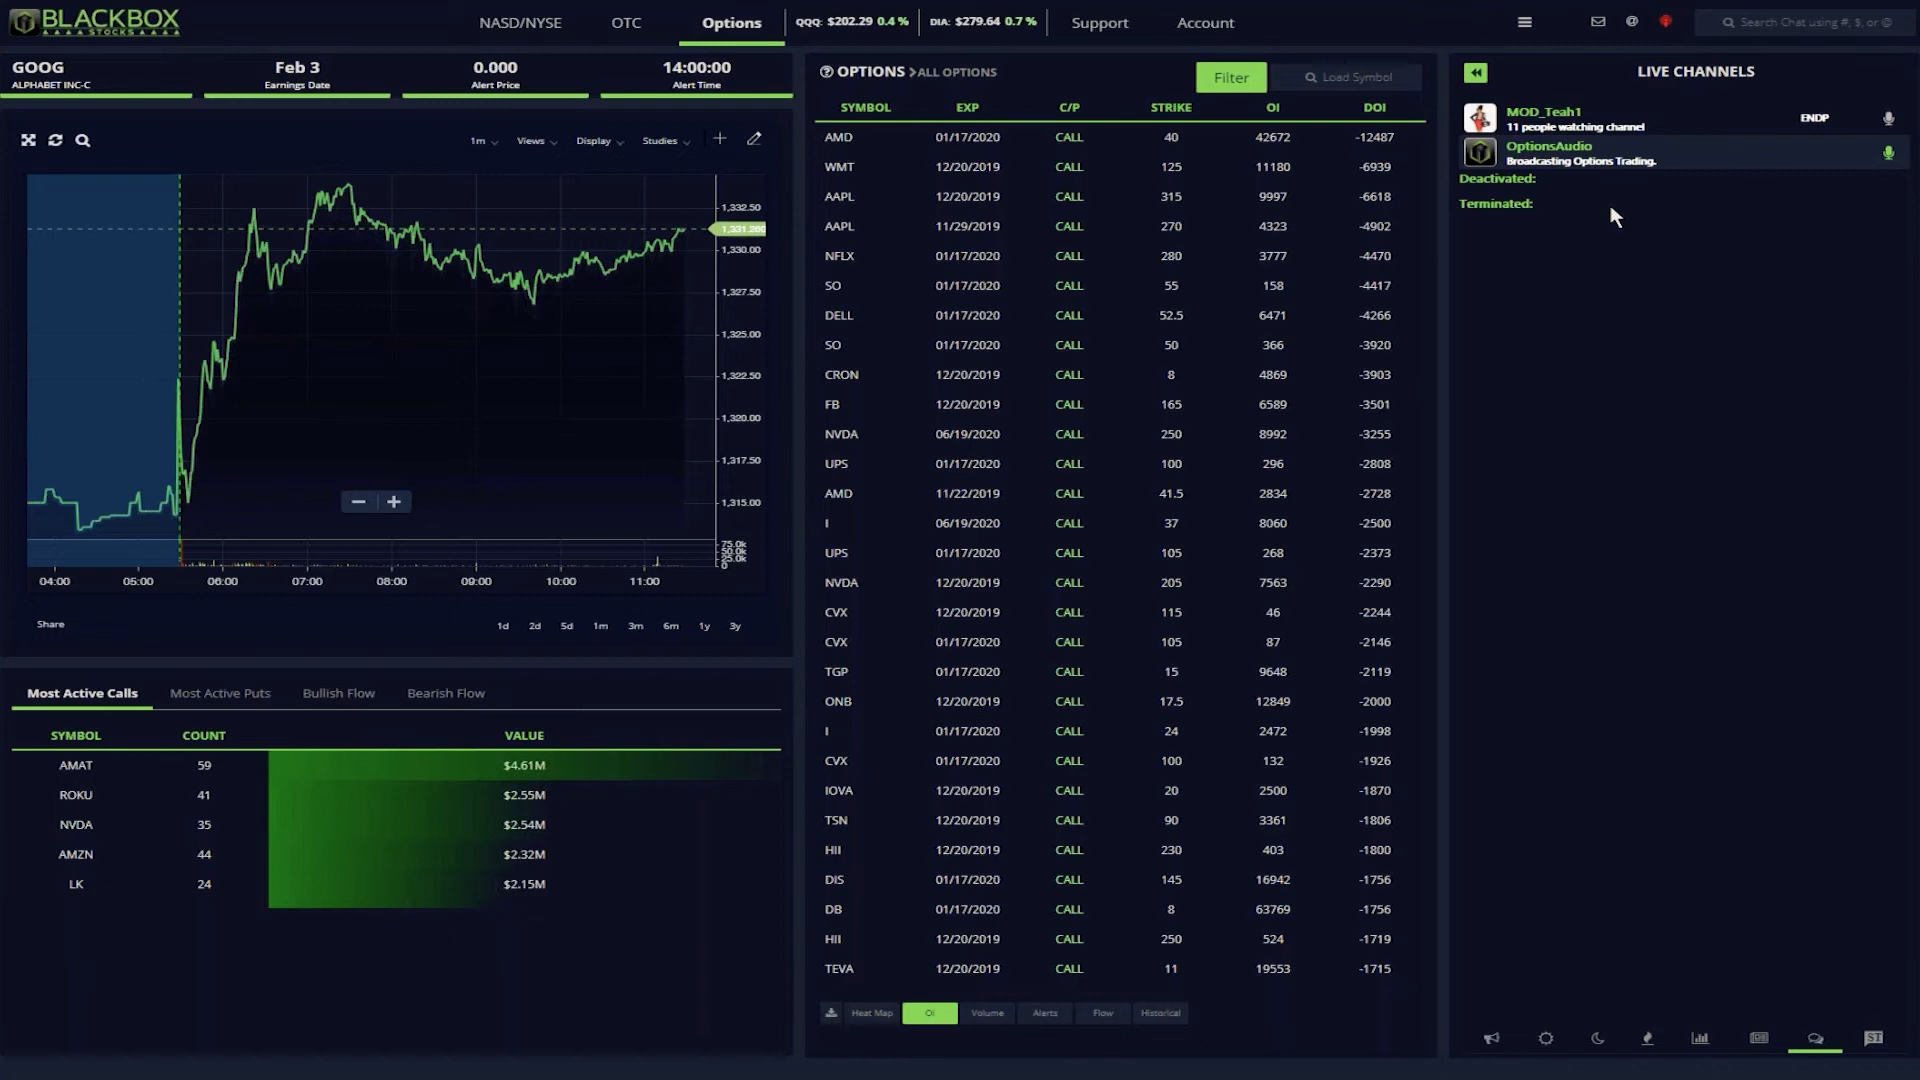 BLACKBOX
STOCKS
NASD/NYSE
OTC
Options
QQQ: $202.29 0.4 %
DIA: $279.64 0.7 %
Support
Account
Search Chat using #, $, or @
GOOG
ALPHABET INC-C
Feb 3
Earnings Date
0.000
Alert Price
14:00:00
Alert Time
1m
Views
Display
Studies
1,332.50
1,331.260
1,330.00
1,327.50
1,325.00
1,322.50
1,320.00
1,317.50
1,315.00
75.0k
50.0k
25.0k
0
04:00 05:00 06:00 07:00 08:00 09:00 10:00 11:00
Share
1d 2d 5d 1m 3m 6m 1y 3y
Most Active Calls
Most Active Puts
Bullish Flow
Bearish Flow
SYMBOL COUNT VALUE
AMAT 59 $4.61M
ROKU 41 $2.55M
NVDA 35 $2.54M
AMZN 44 $2.32M
LK 24 $2.15M
OPTIONS >ALL OPTIONS
Filter
Load Symbol
SYMBOL EXP C/P STRIKE OI DOI
AMD 01/17/2020 CALL 40 42672 -12487
WMT 12/20/2019 CALL 125 11180 -6939
AAPL 12/20/2019 CALL 315 9997 -6618
AAPL 11/29/2019 CALL 270 4323 -4902
NFLX 01/17/2020 CALL 280 3777 -4470
SO 01/17/2020 CALL 55 158 -4417
DELL 01/17/2020 CALL 52.5 6471 -4266
SO 01/17/2020 CALL 50 366 -3920
CRON 12/20/2019 CALL 8 4869 -3903
FB 12/20/2019 CALL 165 6589 -3501
NVDA 06/19/2020 CALL 250 8992 -3255
UPS 01/17/2020 CALL 100 296 -2808
AMD 11/22/2019 CALL 41.5 2834 -2728
I 06/19/2020 CALL 37 8060 -2500
UPS 01/17/2020 CALL 105 268 -2373
NVDA 12/20/2019 CALL 205 7563 -2290
CVX 12/20/2019 CALL 115 46 -2244
CVX 01/17/2020 CALL 105 87 -2146
TGP 01/17/2020 CALL 15 9648 -2119
ONB 12/20/2019 CALL 17.5 12849 -2000
I 01/17/2020 CALL 24 2472 -1998
CVX 01/17/2020 CALL 100 132 -1926
IOVA 12/20/2019 CALL 20 2500 -1870
TSN 12/20/2019 CALL 90 3361 -1806
HII 12/20/2019 CALL 230 403 -1800
DIS 01/17/2020 CALL 145 16942 -1756
DB 01/17/2020 CALL 8 63769 -1756
HII 12/20/2019 CALL 250 524 -1719
TEVA 12/20/2019 CALL 11 19553 -1715
Heat Map
OI
Volume
Alerts
Flow
Historical
LIVE CHANNELS
MOD_Teah1
11 people watching channel
ENDP
OptionsAudio
Broadcasting Options Trading.
Deactivated:
Terminated:
ST